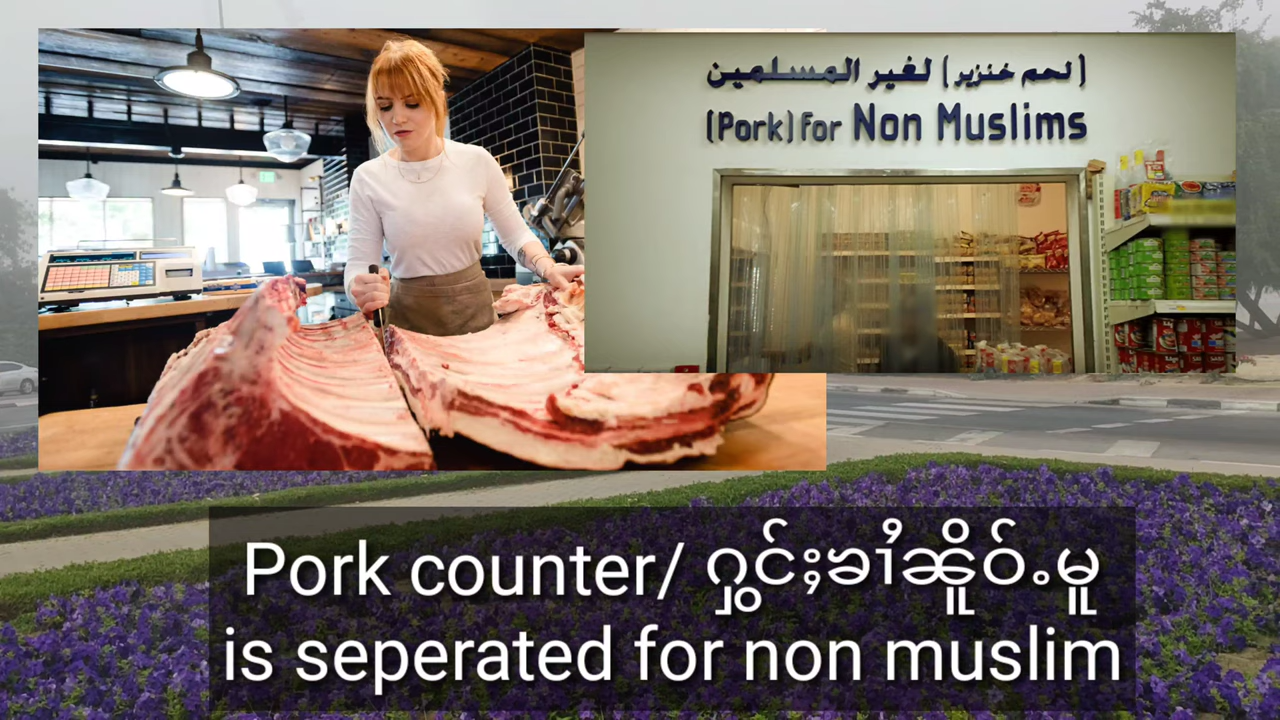 (لحم خنزير) لغير المسلمين
(Pork) For Non Muslims
Pork counter/ ႁွင်ႈၶၢႆၼိူဝ်ႉမူ
is seperated for non muslim